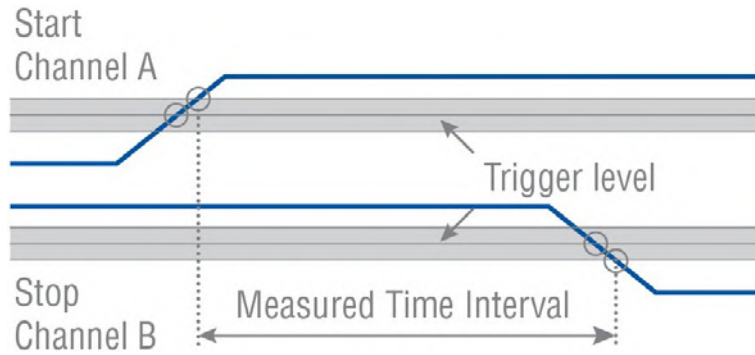 Start
Channel A
Trigger level
Stop
Channel B
Measured Time Interval